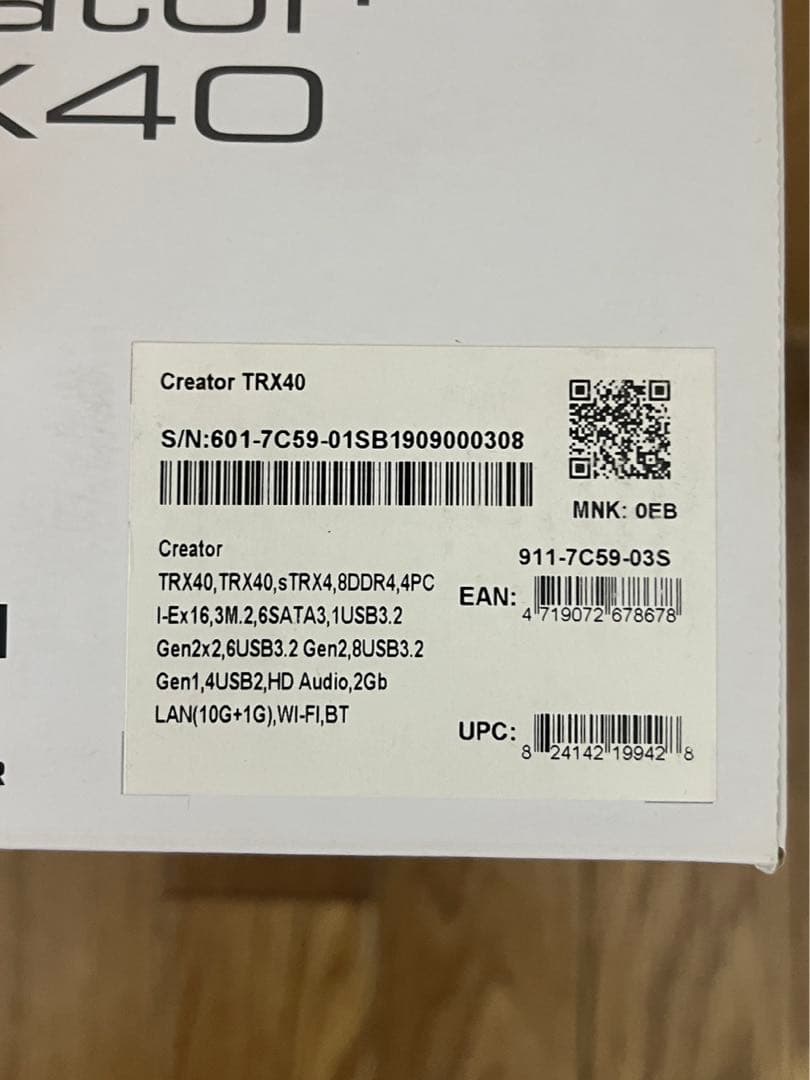 ator
X40
Creator TRX40
S/N:601-7C59-01SB1909000308
MNK: 0EB
Creator
TRX40,TRX40,sTRX4,8DDR4,4PC
I-Ex16,3M.2,6SATA3,1USB3.2
Gen2x2,6USB3.2 Gen2,8USB3.2
Gen1,4USB2,HD Audio,2Gb
LAN(10G+1G),WI-FI,BT
911-7C59-03S
EAN:
4 719072 678678
UPC:
8 24142 19942 8
R